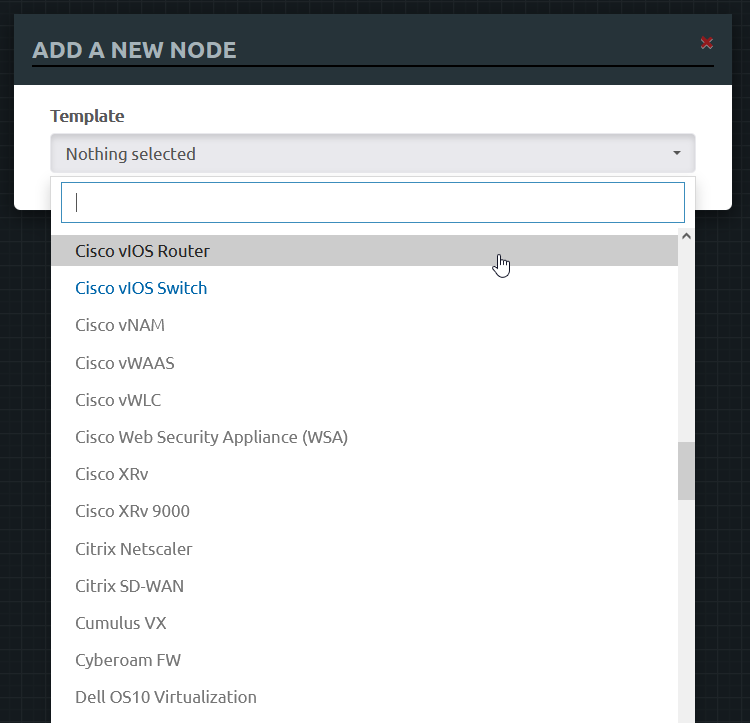 ADD A NEW NODE
Template
Nothing selected
Cisco vIOS Router
Cisco vIOS Switch
Cisco vNAM
Cisco vWAAS
Cisco vWLC
Cisco Web Security Appliance (WSA)
Cisco XRv
Cisco XRv 9000
Citrix Netscaler
Citrix SD-WAN
Cumulus VX
Cyberoam FW
Dell OS10 Virtualization